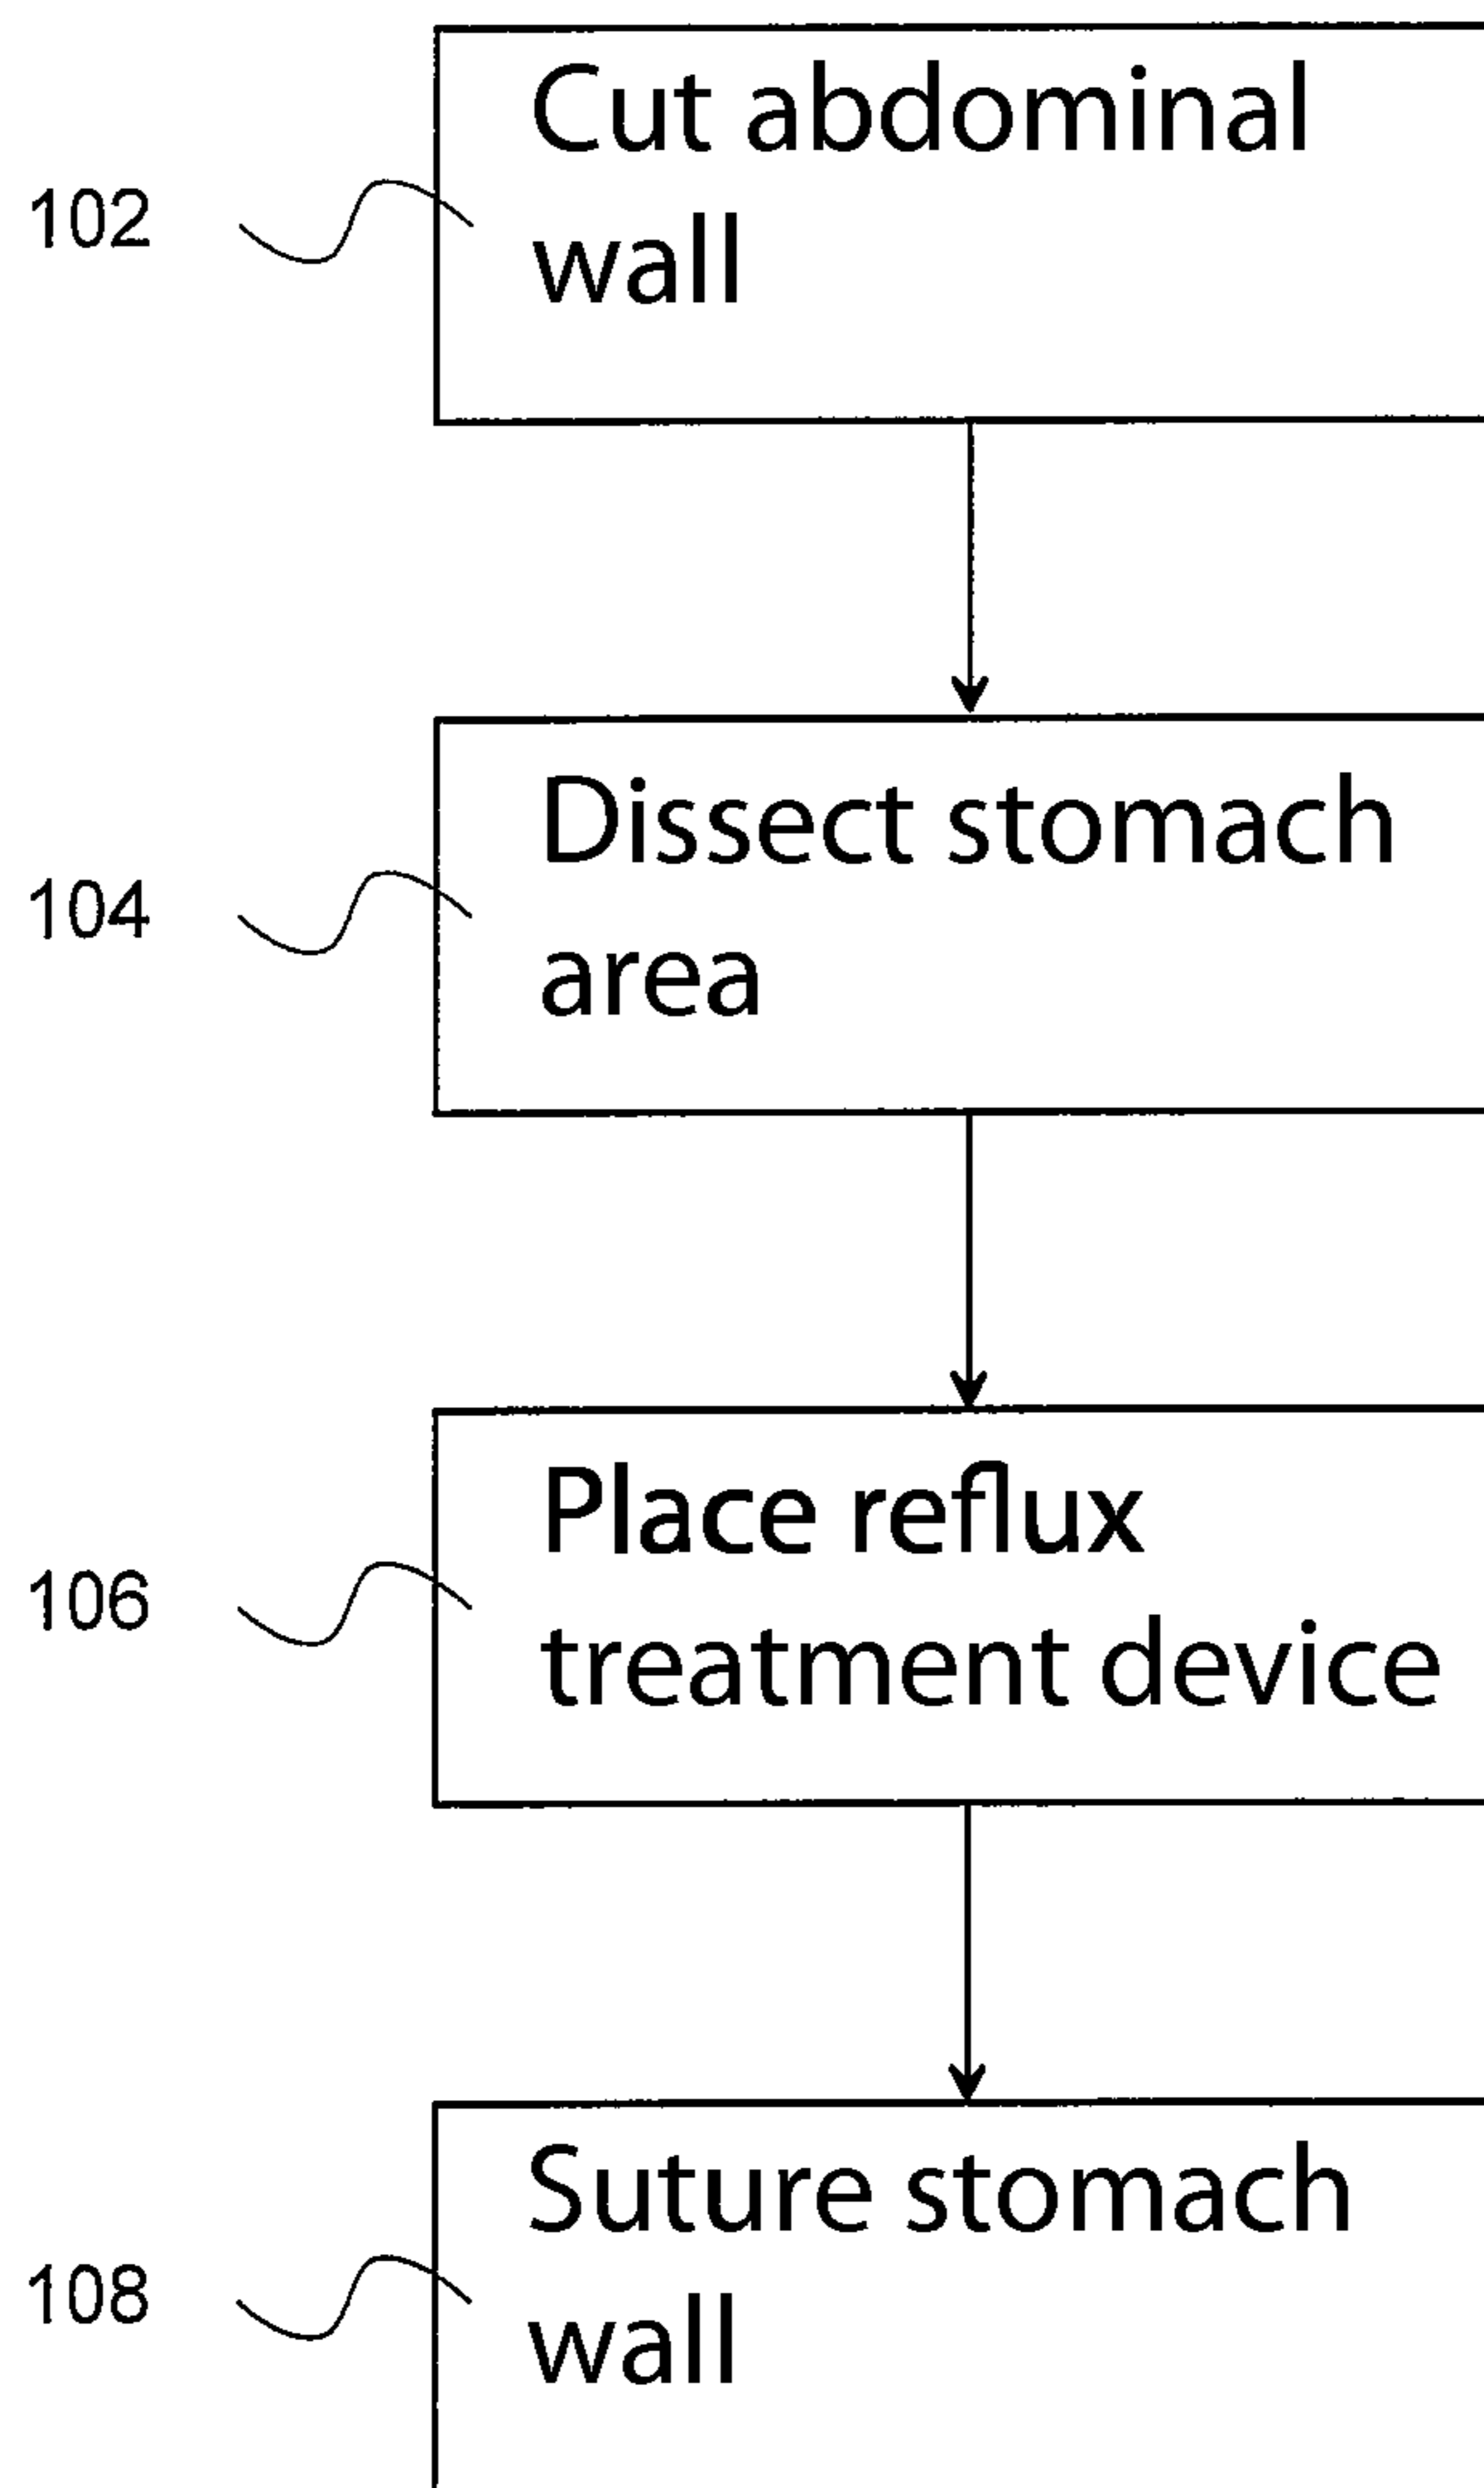 Cut abdominal
102
wall
Dissect stomach
104
area
Place reflux
106
treatment device
Suture stomach
108
wall